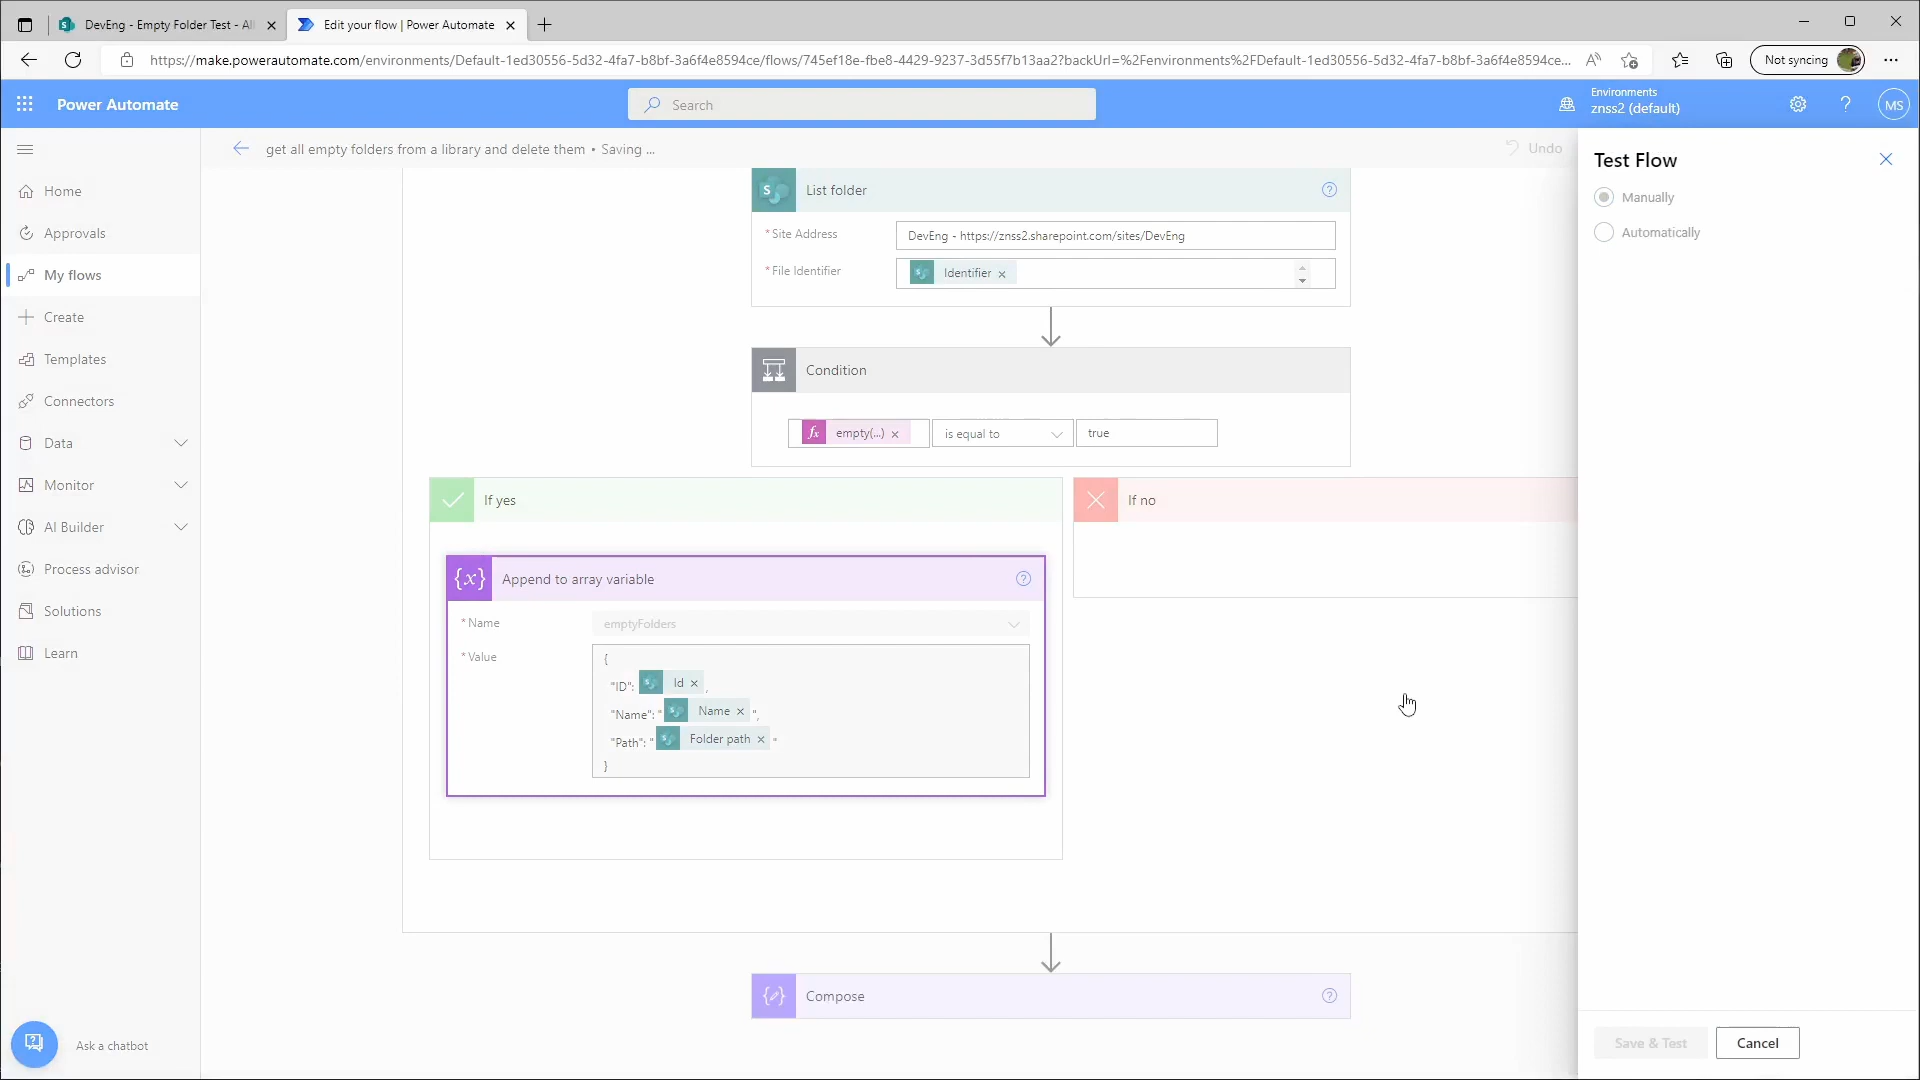 DevEng - Empty Folder Test - Al
Edit your flow | Power Automate
https://make.powerautomate.com/environments/Default-1ed30556-5d32-4fa7-b8bf-3a6f4e8594ce/flows/745ef18e-fbe8-4429-9237-3d55f7b13aa2?backUrl=%2Fenvironments%2FDefault-1ed30556-5d32-4fa7-b8bf-3a6f4e8594ce...
Not syncing
Power Automate
Search
Environments
znss2 (default)
MS
get all empty folders from a library and delete them • Saving ...
Undo
Test Flow
Manually
Automatically
Home
Approvals
My flows
Create
Templates
Connectors
Data
Monitor
AI Builder
Process advisor
Solutions
Learn
Ask a chatbot
List folder
* Site Address
DevEng - https://znss2.sharepoint.com/sites/DevEng
* File Identifier
Identifier
Condition
fx empty(...)
is equal to
true
If yes
If no
{x} Append to array variable
* Name
emptyFolders
* Value
{
"ID": Id ,
"Name": " Name ",
"Path": " Folder path "
}
Compose
Save & Test
Cancel